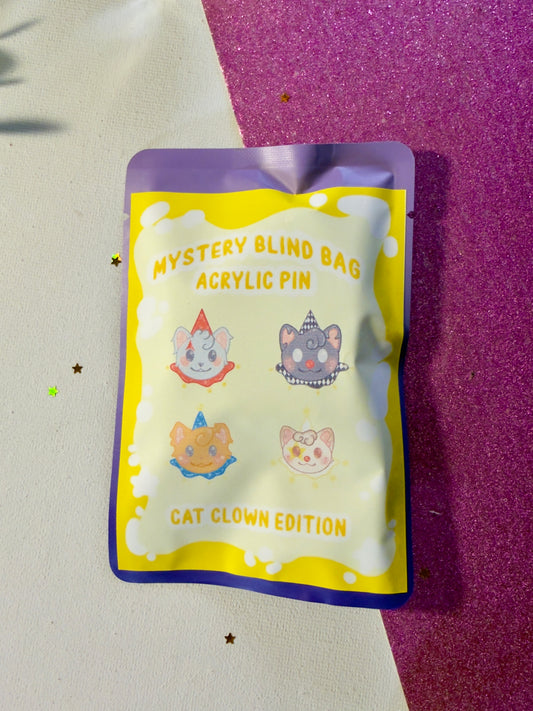 MYSTERY BLIND BAG
ACRYLIC PIN
CAT CLOWN EDITION